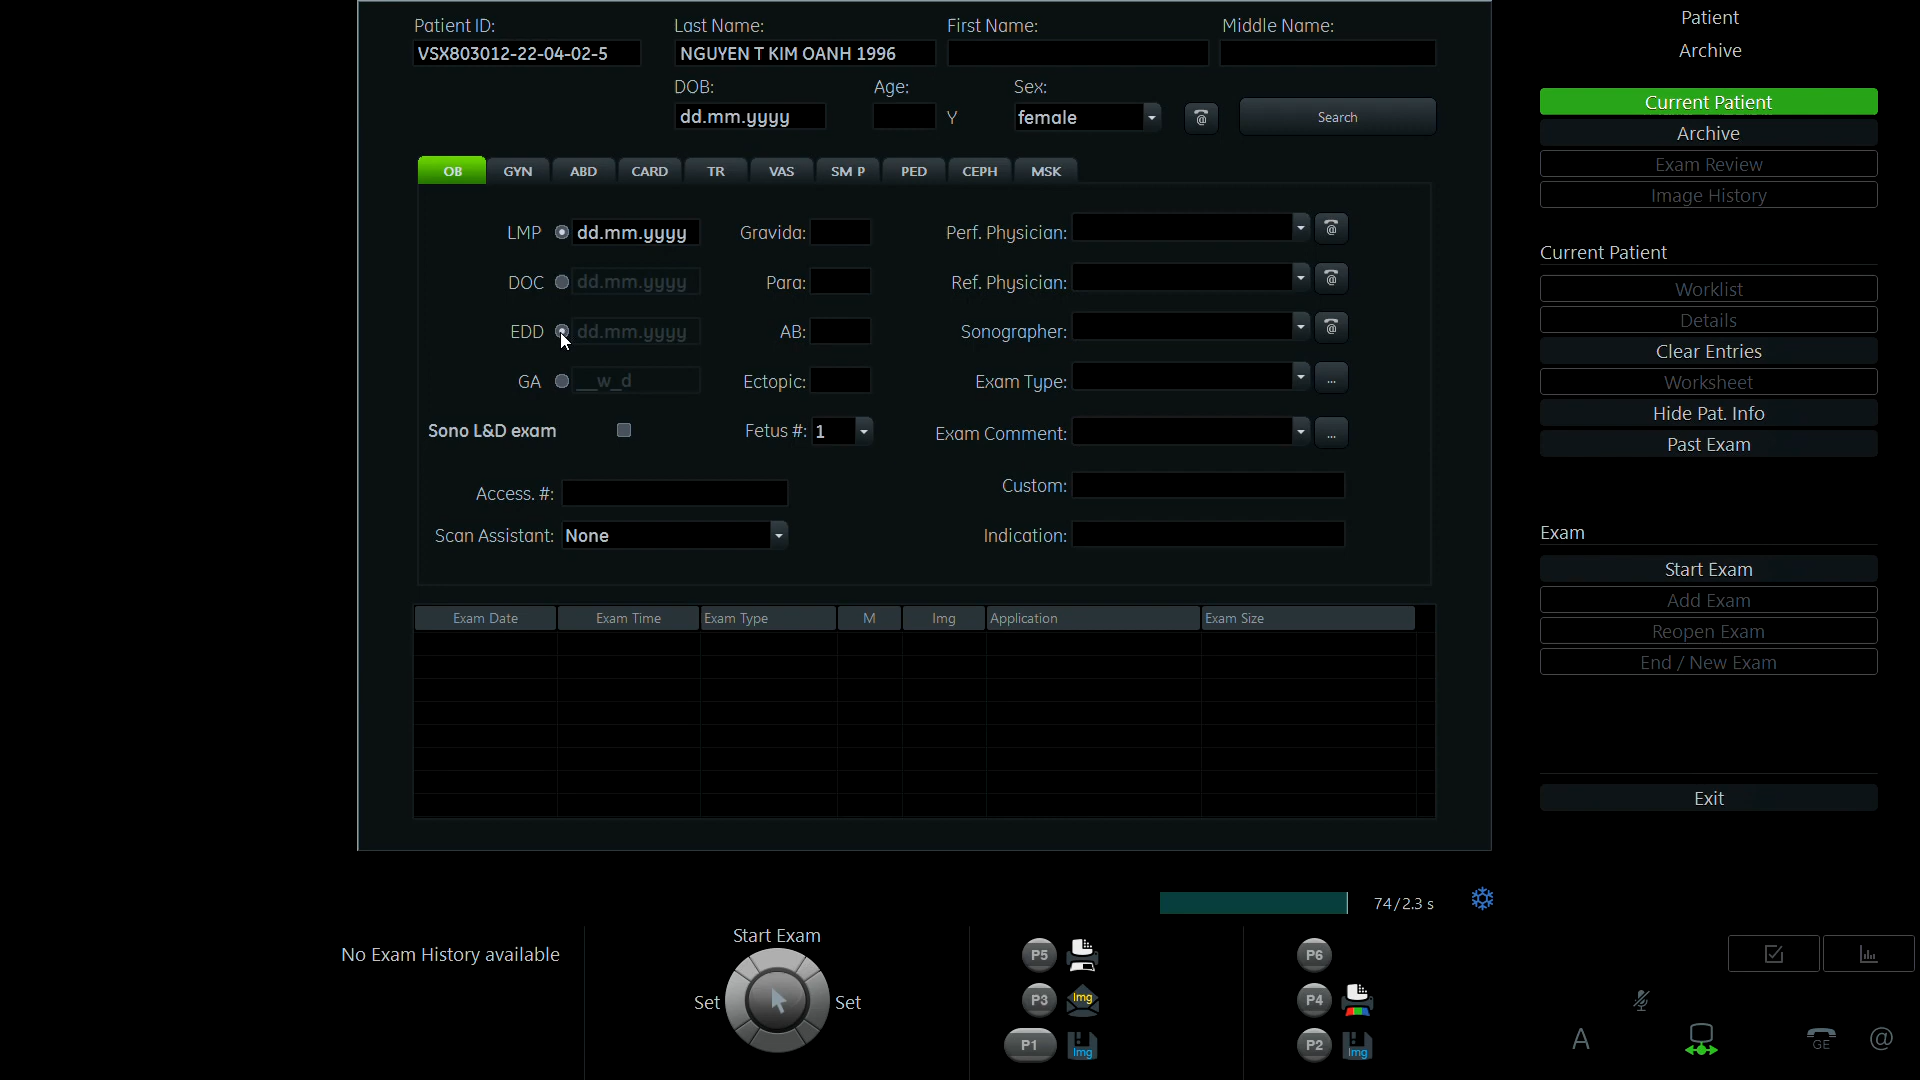 Patient ID: Last Name: First Name: Middle Name:
VSX803012-22-04-02-5 NGUYEN T KIM OANH 1996
DOB: Age: Sex:
dd.mm.yyyy Y female @ Search
OB GYN ABD CARD TR VAS SM P PED CEPH MSK
LMP dd.mm.yyyy Gravida: Perf. Physician: @
DOC dd.mm.yyyy Para: Ref. Physician: @
EDD dd.mm.yyyy AB: Sonographer: @
GA __w_d Ectopic: Exam Type: ...
Sono L&D exam Fetus #: 1 Exam Comment: ...
Access. #: Custom:
Scan Assistant: None Indication:
Exam Date Exam Time Exam Type M Img Application Exam Size
Patient
Archive
Current Patient
Archive
Exam Review
Image History
Current Patient
Worklist
Details
Clear Entries
Worksheet
Hide Pat. Info
Past Exam
Exam
Start Exam
Add Exam
Reopen Exam
End / New Exam
Exit
74/2.3 s
No Exam History available
Start Exam
Set Set
P5 P6
P3 Img P4
P1 Img P2 Img
A GE @